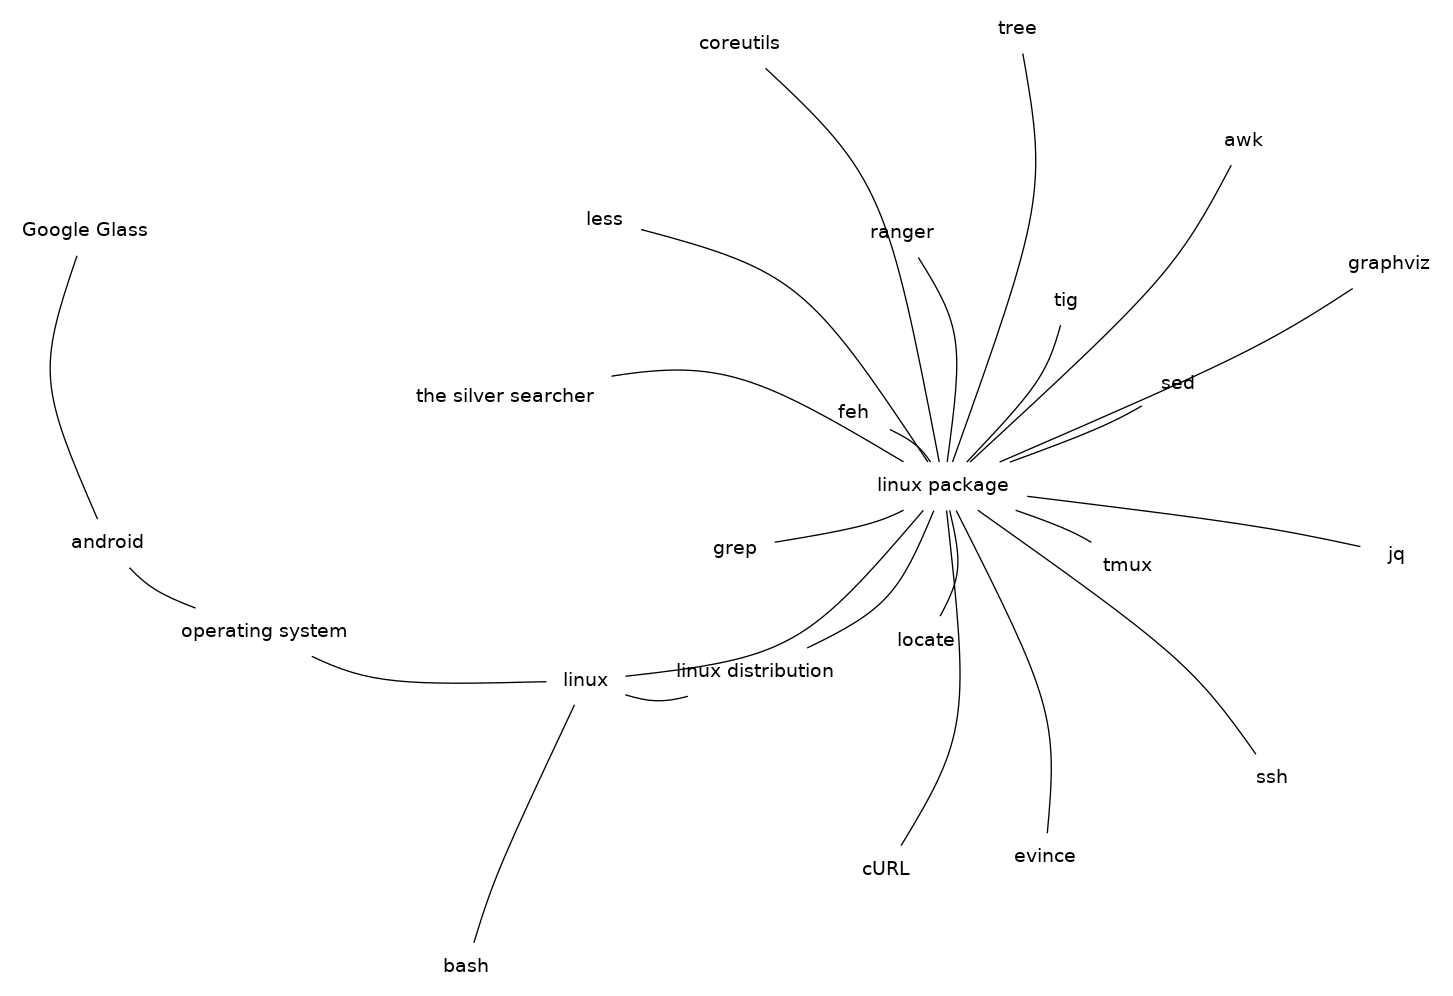 tree
coreutils
awk
less
Google Glass
ranger
graphviz
tig
sed
the silver searcher
feh
linux package
android
grep
jq
tmux
operating system
locate
linux distribution
linux
ssh
evince
cURL
bash